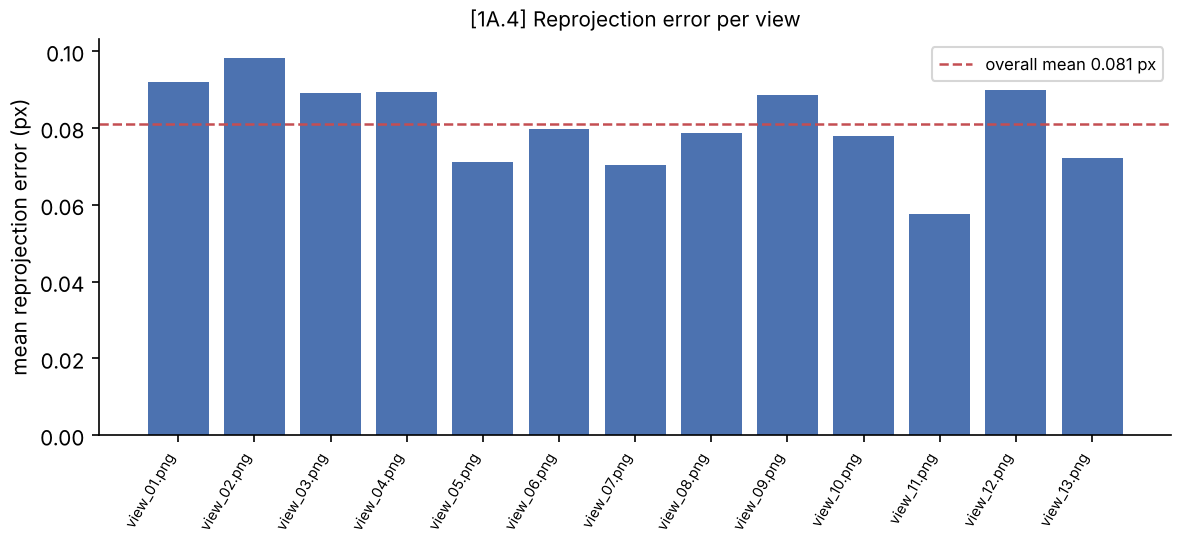 [1A.4] Reprojection error per view
overall mean 0.081 px
mean reprojection error (px)
0.10
0.08
0.06
0.04
0.02
0.00
view_01.png
view_02.png
view_03.png
view_04.png
view_05.png
view_06.png
view_07.png
view_08.png
view_09.png
view_10.png
view_11.png
view_12.png
view_13.png